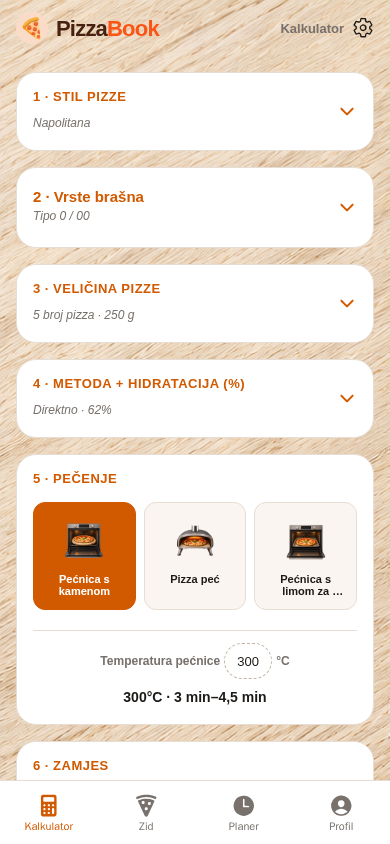 PizzaBook
Kalkulator
1 · STIL PIZZE
Napolitana
2 · Vrste brašna
Tipo 0 / 00
3 · VELIČINA PIZZE
5 broj pizza · 250 g
4 · METODA + HIDRATACIJA (%)
Direktno · 62%
5 · PEČENJE
Pećnica s
kamenom
Pizza peć
Pećnica s
limom za ...
Temperatura pećnice 300 °C
300°C · 3 min–4,5 min
6 · ZAMJES
Kalkulator
Zid
Planer
Profil